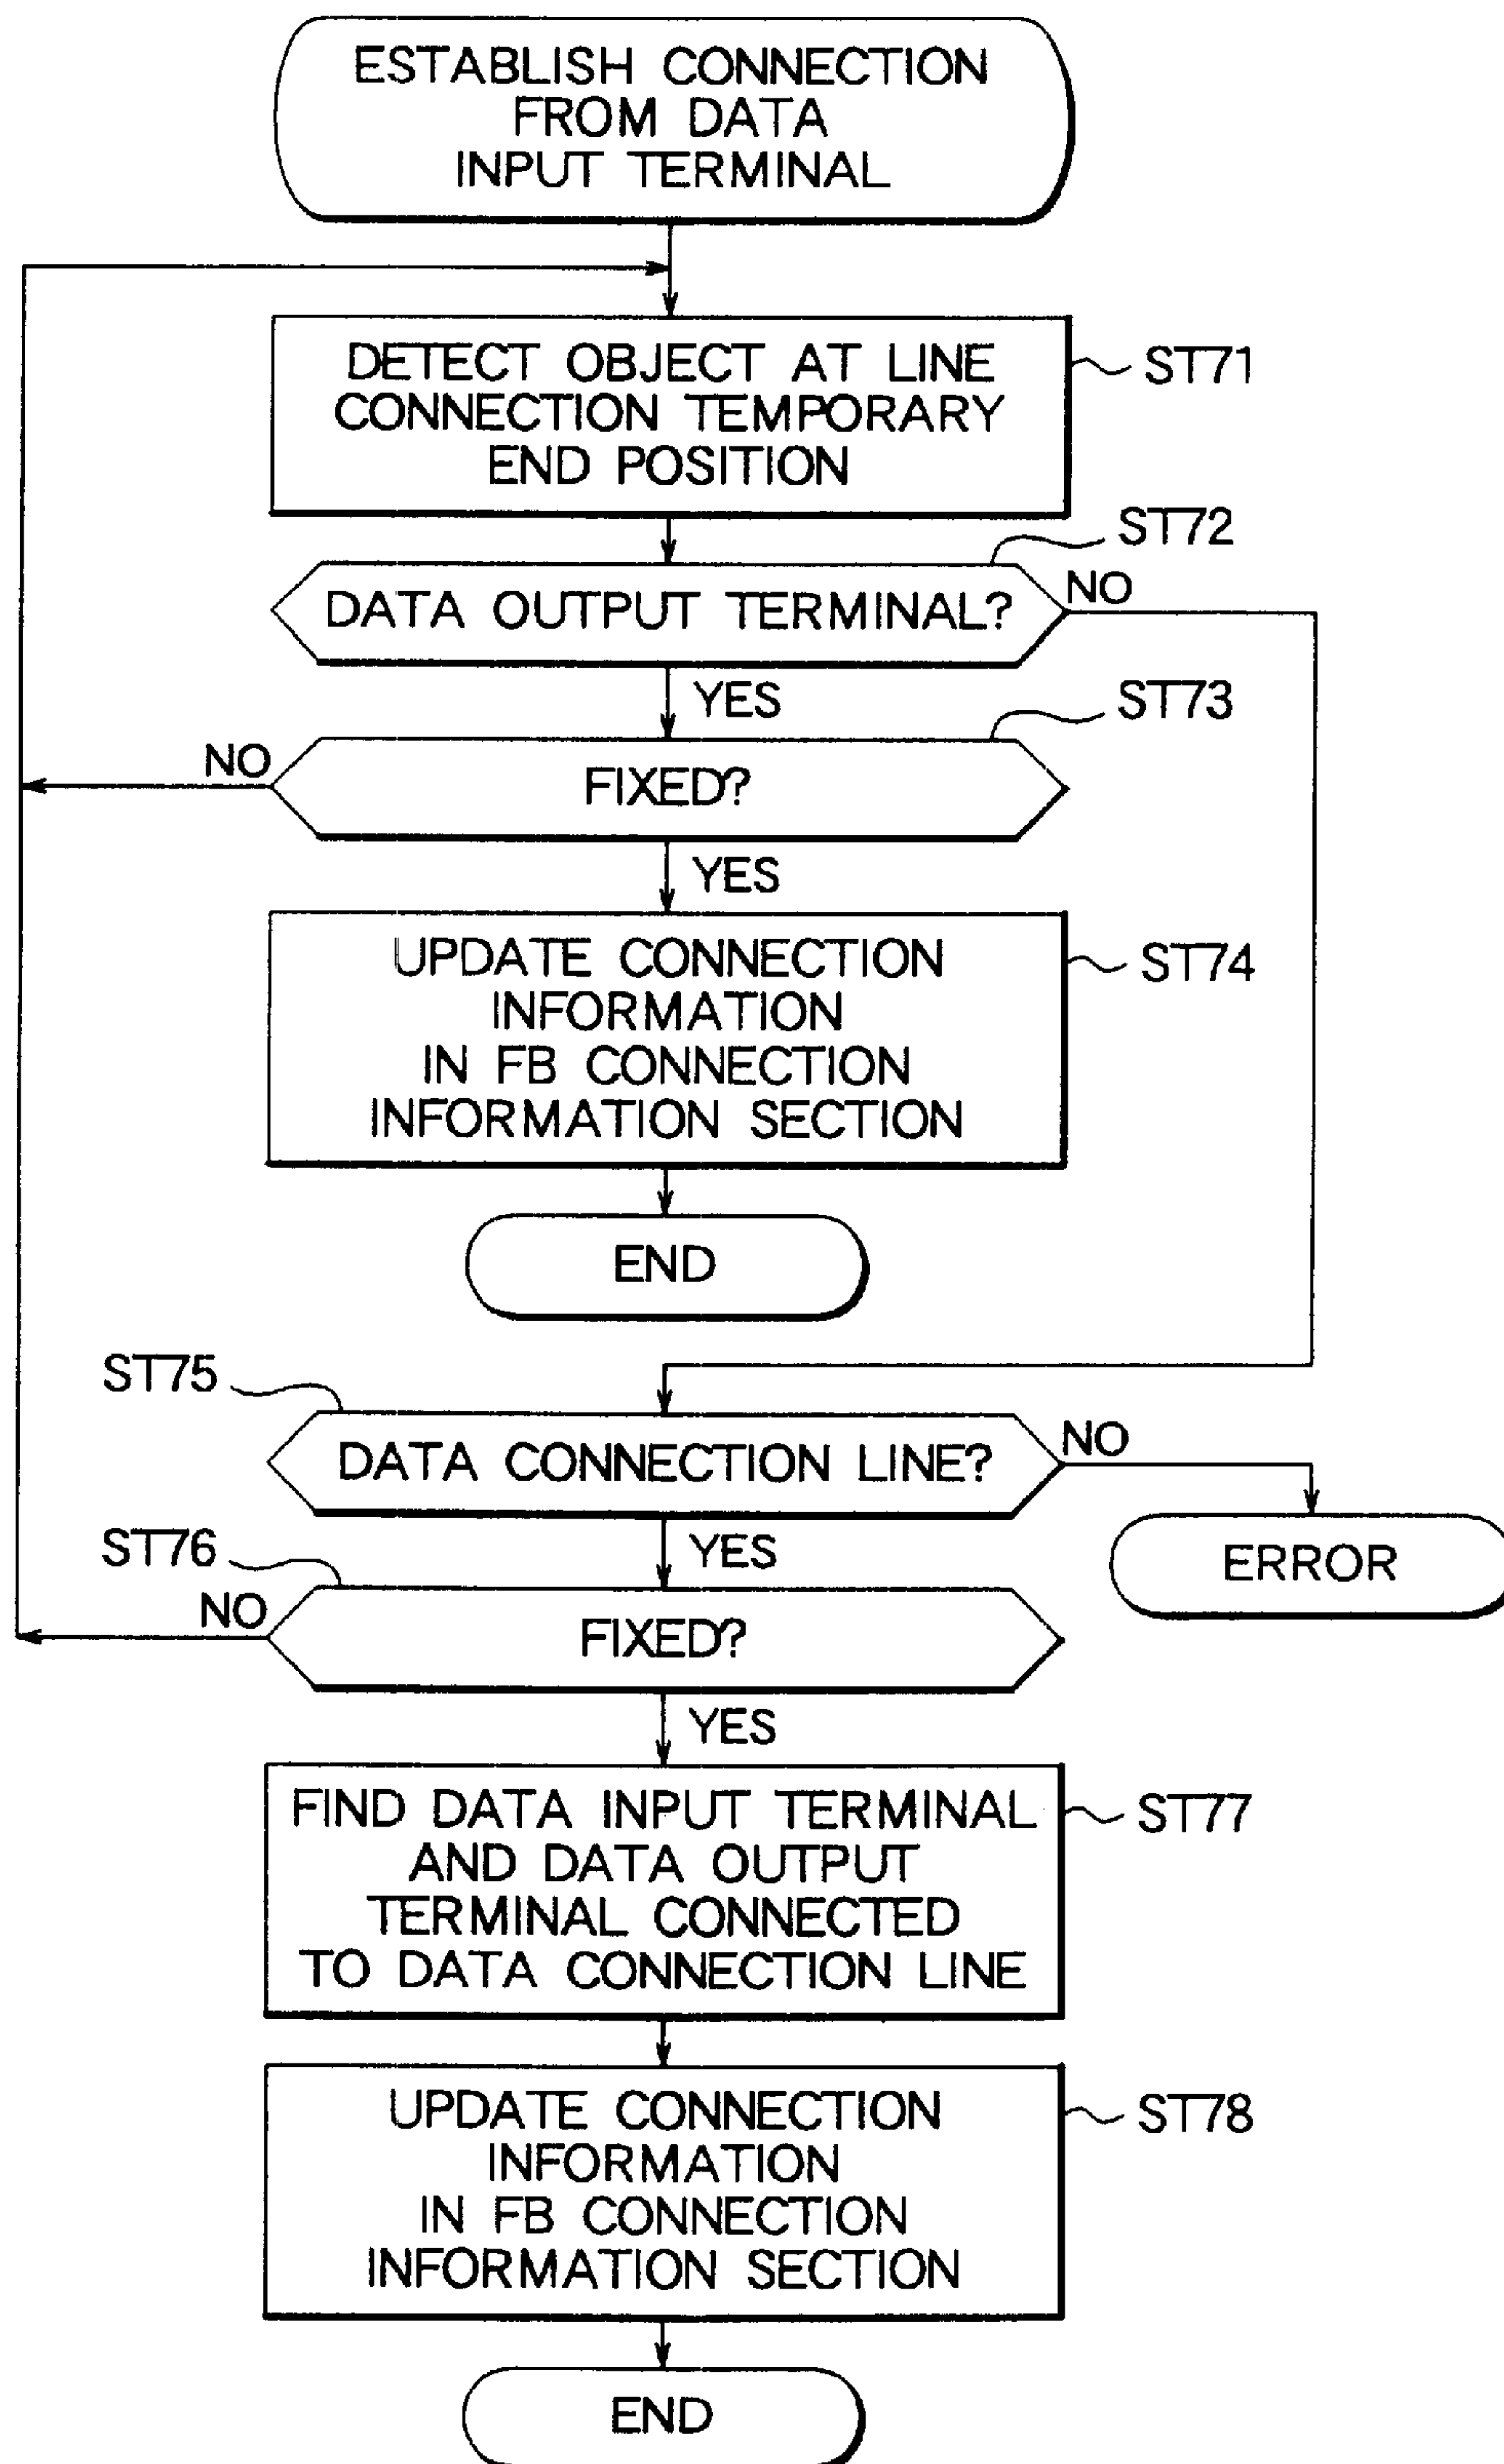 ESTABLISH CONNECTION
FROM DATA
INPUT TERMINAL
DETECT OBJECT AT LINE
CONNECTION TEMPORARY
END POSITION
ST71
ST72
DATA OUTPUT TERMINAL?
NO
YES
ST73
NO
FIXED?
YES
UPDATE CONNECTION
INFORMATION
IN FB CONNECTION
INFORMATION SECTION
ST74
END
ST75
DATA CONNECTION LINE?
NO
ERROR
YES
ST76
NO
FIXED?
YES
FIND DATA INPUT TERMINAL
AND DATA OUTPUT
TERMINAL CONNECTED
TO DATA CONNECTION LINE
ST77
UPDATE CONNECTION
INFORMATION
IN FB CONNECTION
INFORMATION SECTION
ST78
END